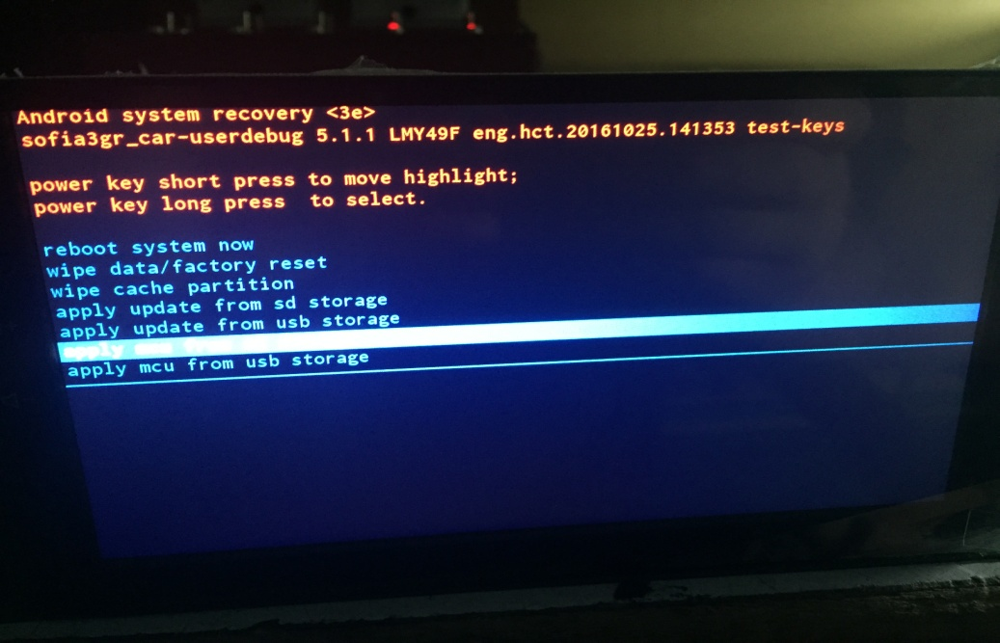 Android system recovery <3e>
sofia3gr_car-userdebug 5.1.1 LMY49F eng.hct.20161025.141353 test-keys
power key short press to move highlight;
power key long press  to select.
reboot system now
wipe data/factory reset
wipe cache partition
apply update from sd storage
apply update from usb storage
apply mcu from
apply mcu from usb storage